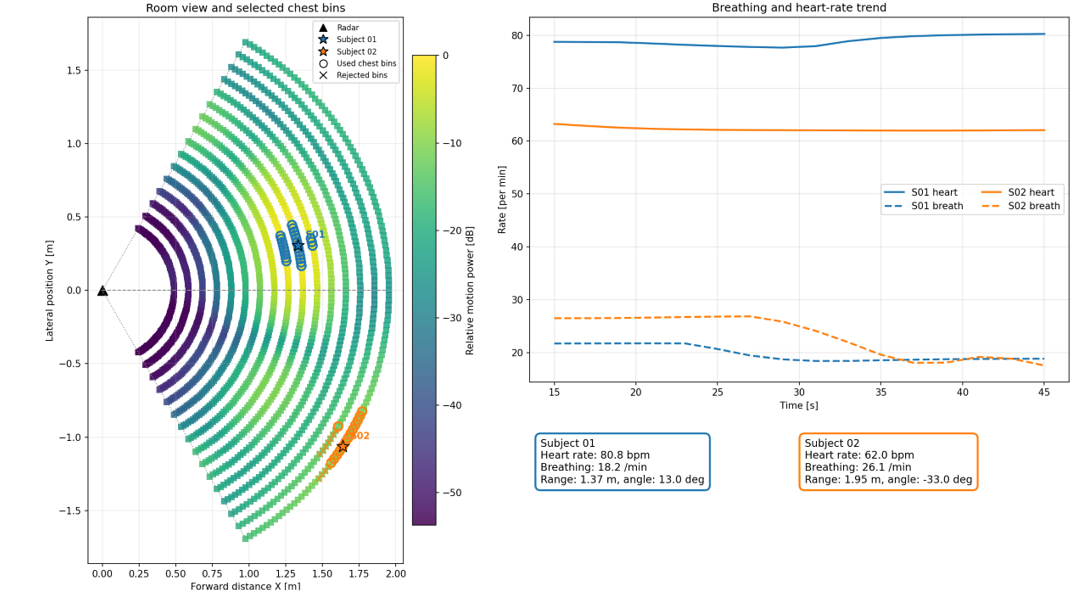 Room view and selected chest bins
Radar
Subject 01
Subject 02
Used chest bins
Rejected bins
S01
S02
Lateral position Y [m]
1.5
1.0
0.5
0.0
−0.5
−1.0
−1.5
0.00 0.25 0.50 0.75 1.00 1.25 1.50 1.75 2.00
Forward distance X [m]
0
−10
−20
−30
−40
−50
Relative motion power [dB]
Breathing and heart-rate trend
Rate [per min]
80
70
60
50
40
30
20
S01 heart S02 heart
S01 breath S02 breath
15 20 25 30 35 40 45
Time [s]
Subject 01
Heart rate: 80.8 bpm
Breathing: 18.2 /min
Range: 1.37 m, angle: 13.0 deg
Subject 02
Heart rate: 62.0 bpm
Breathing: 26.1 /min
Range: 1.95 m, angle: -33.0 deg